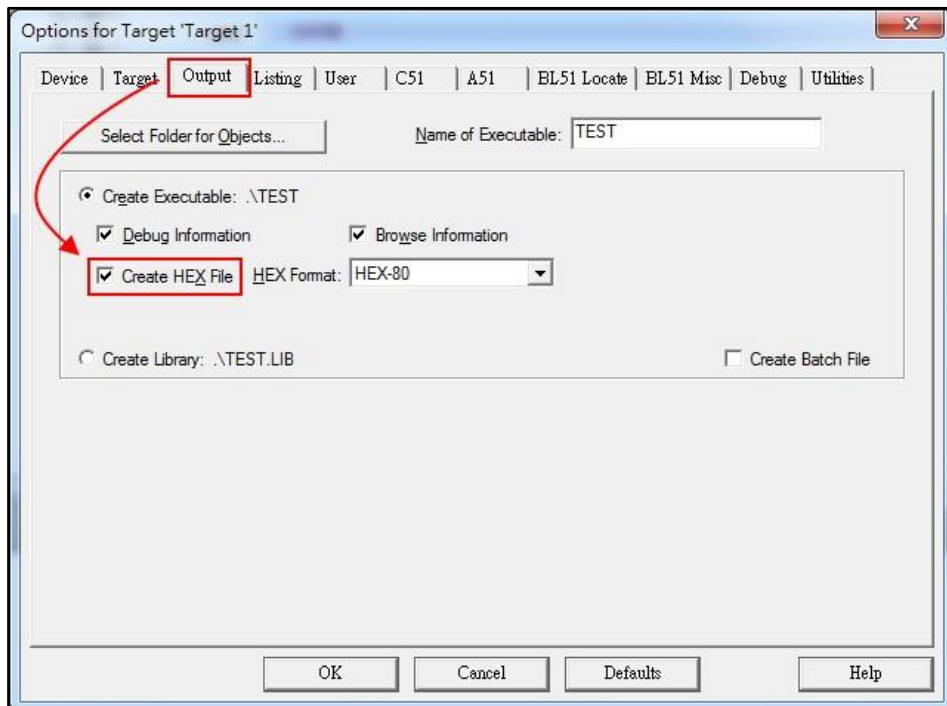 Options for Target 'Target 1'
Device Target Output Listing User C51 A51 BL51 Locate BL51 Misc Debug Utilities
Select Folder for Objects... Name of Executable: TEST
Create Executable: .\TEST
Debug Information Browse Information
Create HEX File HEX Format: HEX-80
Create Library: .\TEST.LIB Create Batch File
OK Cancel Defaults Help